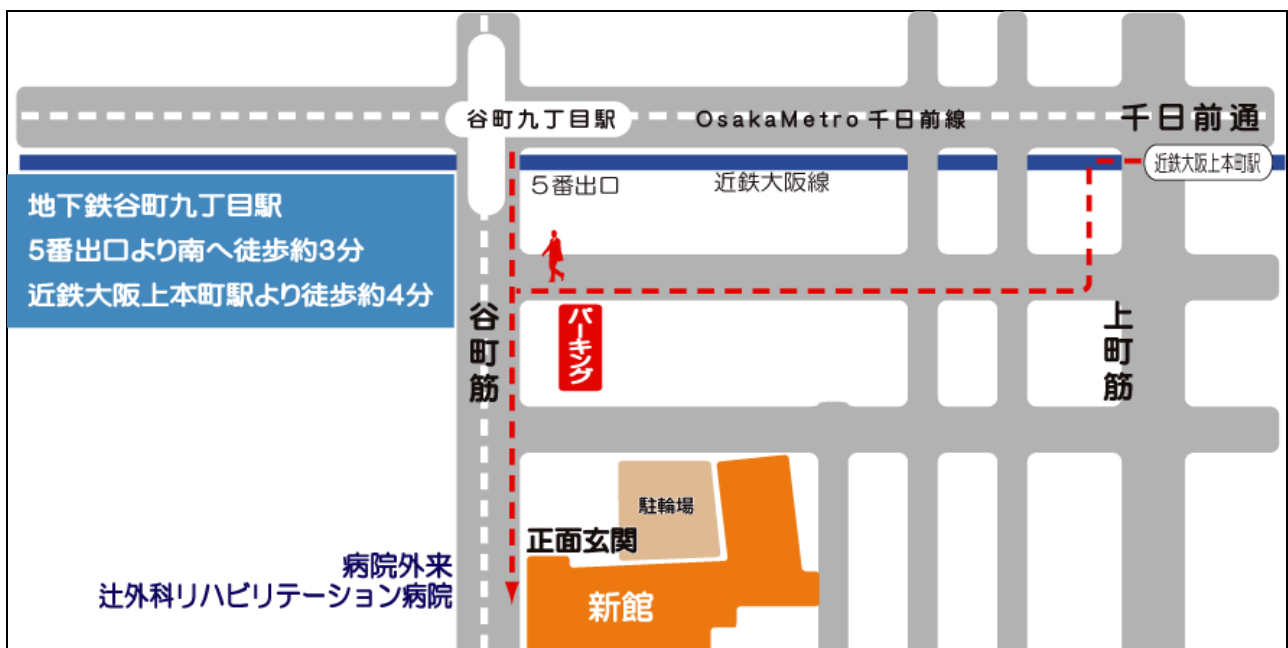 谷町九丁目駅
OsakaMetro 千日前線
千日前通
近鉄大阪上本町駅
5番出口
近鉄大阪線
地下鉄谷町九丁目駅
5番出口より南へ徒歩約3分
近鉄大阪上本町駅より徒歩約4分
谷町筋
パーキング
上町筋
駐輪場
正面玄関
病院外来
辻外科リハビリテーション病院
新館